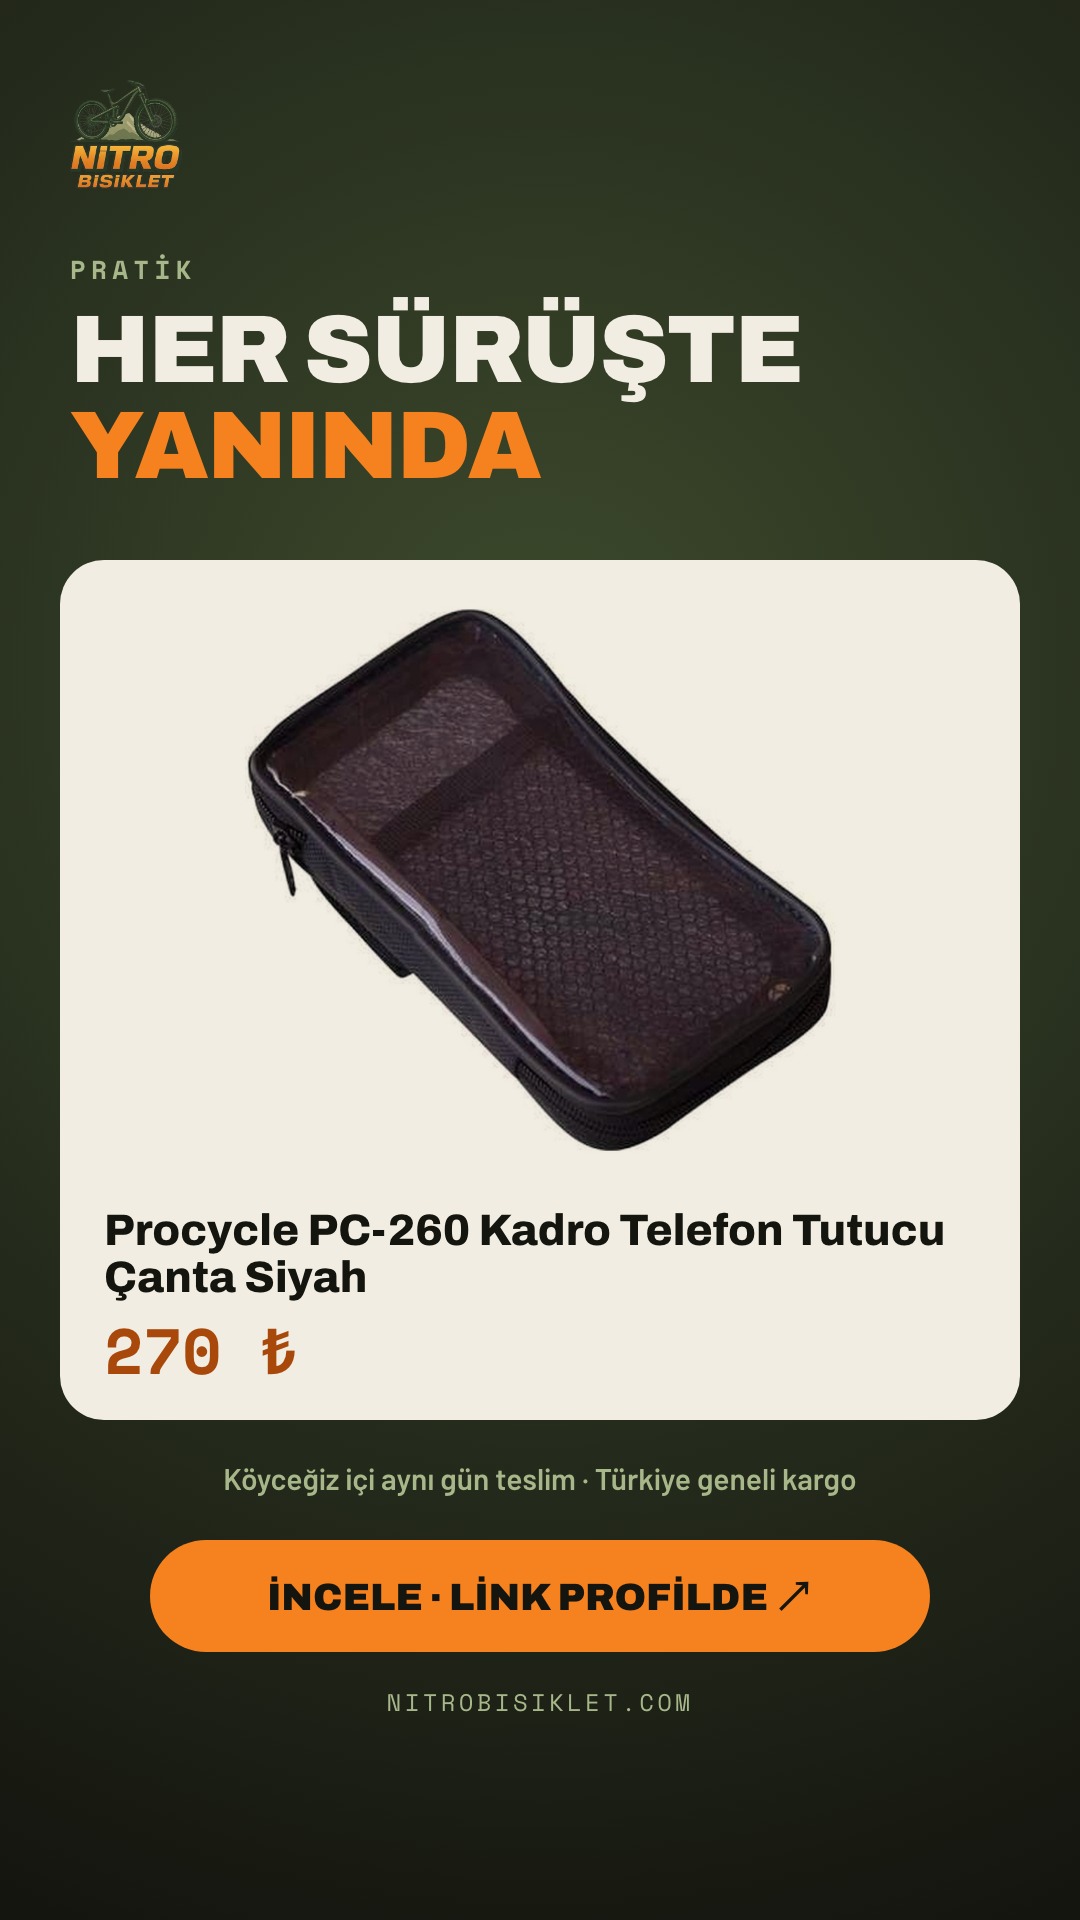 NiTRO
BiSiKLET
PRATİK
HER SÜRÜŞTE
YANINDA
Procycle PC-260 Kadro Telefon Tutucu
Çanta Siyah
270 ₺
Köyceğiz içi aynı gün teslim · Türkiye geneli kargo
İNCELE · LİNK PROFİLDE ↗
NITROBISIKLET.COM